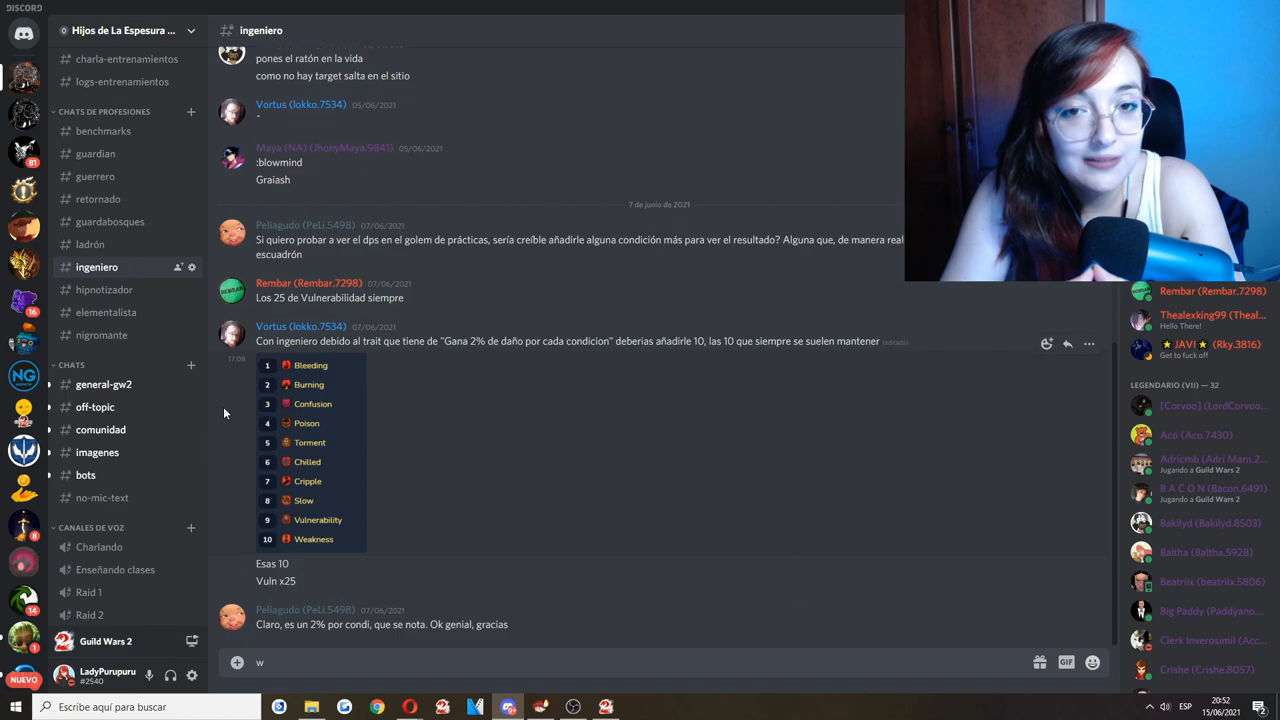 DISCORD
Hijos de La Espesura ...
ingeniero
charla-entrenamientos
logs-entrenamientos
CHATS DE PROFESIONES
benchmarks
guardian
guerrero
retornado
guardabosques
ladrón
ingeniero
hipnotizador
elementalista
nigromante
CHATS
general-gw2
off-topic
comunidad
imagenes
bots
no-mic-text
CANALES DE VOZ
Charlando
Enseñando clases
Raid 1
Raid 2
Guild Wars 2
LadyPurupuru
#2540
81
16
8
14
1
NUEVO
pones el ratón en la vida
como no hay target salta en el sitio
Vortus (lokko.7534) 05/06/2021
^
Maya (NA) (JhonyMaya.9841) 05/06/2021
:blowmind
Graiash
7 de junio de 2021
Peliagudo (PeLi.5498) 07/06/2021
Si quiero probar a ver el dps en el golem de prácticas, sería creíble añadirle alguna condición más para ver el resultado? Alguna que, de manera real
escuadrón
Rembar (Rembar.7298) 07/06/2021
Los 25 de Vulnerabilidad siempre
Vortus (lokko.7534) 07/06/2021
Con ingeniero debido al trait que tiene de "Gana 2% de daño por cada condicion" deberias añadirle 10, las 10 que siempre se suelen mantener (editado)
17:08
1 Bleeding
2 Burning
3 Confusion
4 Poison
5 Torment
6 Chilled
7 Cripple
8 Slow
9 Vulnerability
10 Weakness
Esas 10
Vuln x25
Peliagudo (PeLi.5498) 07/06/2021
Claro, es un 2% por condi, que se nota. Ok genial, gracias
w
GIF
Rembar (Rembar.7298)
Thealexking99 (Theal...
Hello There!
JAVI (Rky.3816)
Get to fuck off
LEGENDARIO (VII) — 32
[Corvoo] (LordCorvoo...
Aco (Aco.7430)
Adricmb (Adri Mam.2...
Jugando a Guild Wars 2
B A C O N (Bacon.6491)
Jugando a Guild Wars 2
Bakilyd (Bakilyd.8503)
Baltha (Baltha.5928)
Beatriix (beatriix.5806)
Big Paddy (Paddyano...
Clerk Inverosimil (Acc...
Crishe (Crishe.8057)
Escribe aquí para buscar
ESP
20:52
15/06/2021
2